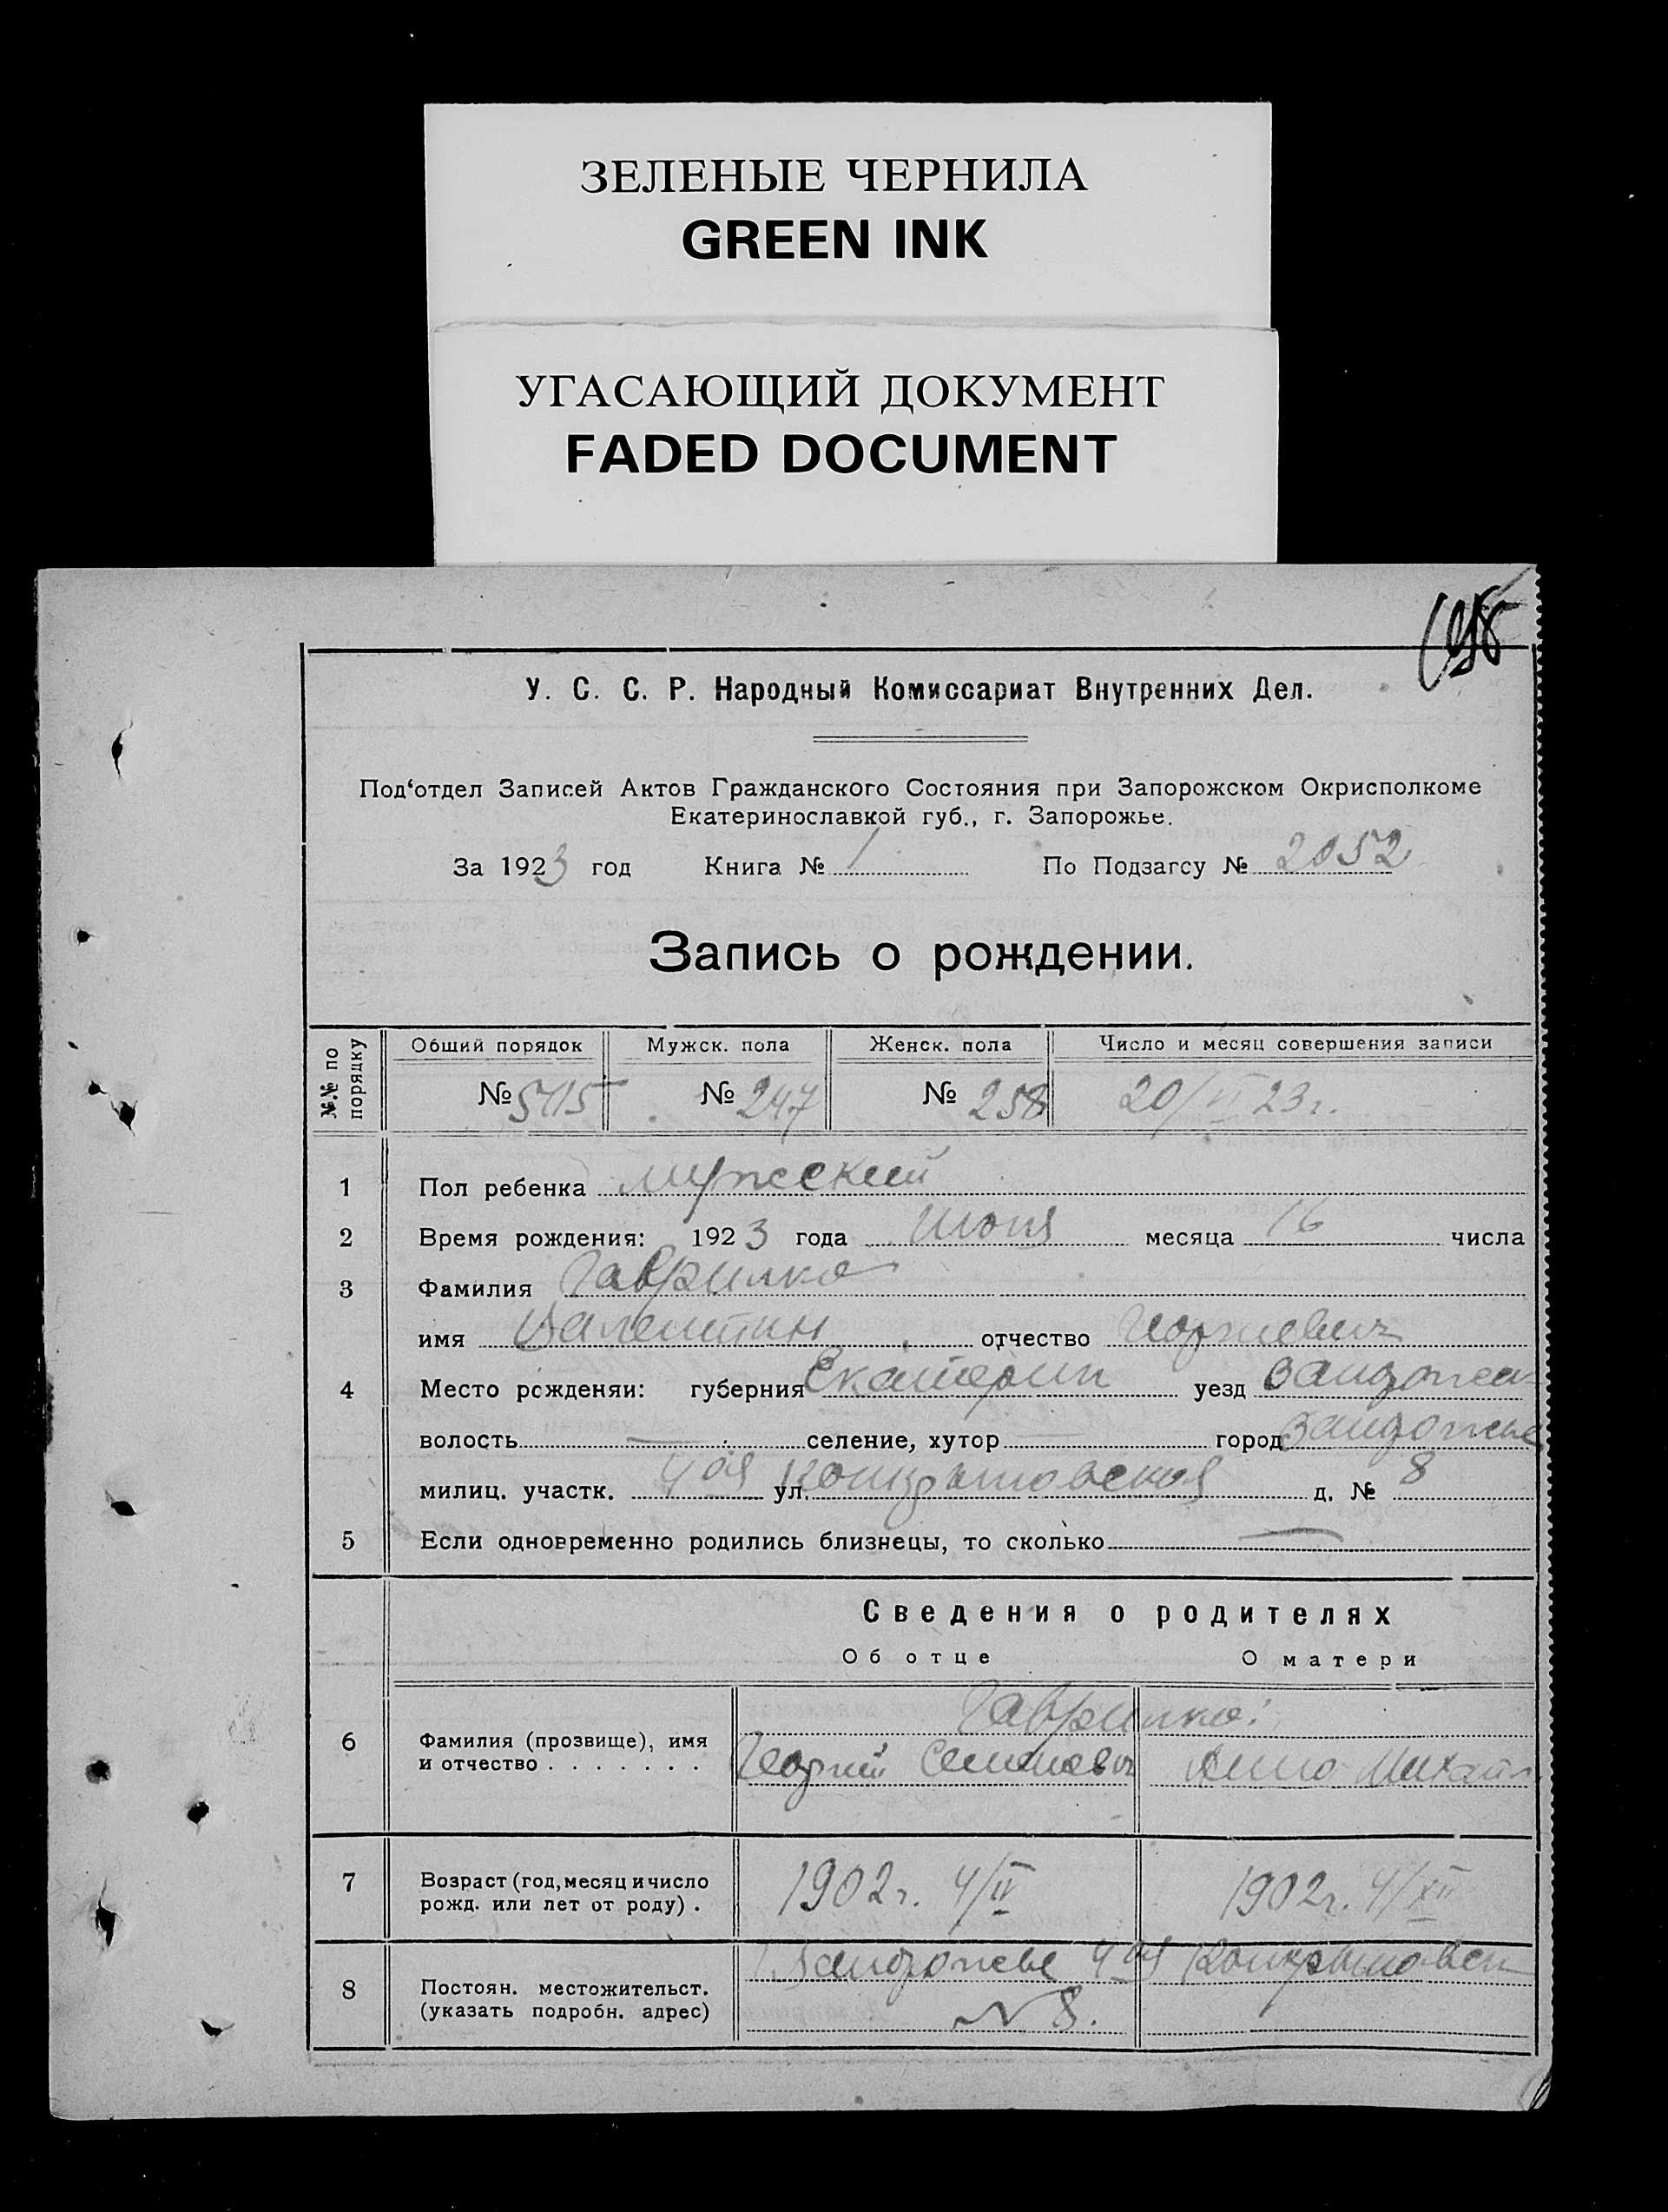 ЗЕЛЕНЫЕ ЧЕРНИЛА
GREEN INK
УГАСАЮЩИЙ ДОКУМЕНТ
FADED DOCUMENT
У. С. С. Р. Народный Комиссариат Внутренних Дел.
Под‘отдел Записей Актов Гражданского Состояния при Запорожском Окрисполкоме
Екатеринославкой губ., г. Запорожье.
За 1923 год Книга № 1 По Подзагсу № 2052
Запись о рождении.
№№ по порядку Общий порядок Мужск. пола Женск. пола Число и месяц совершения записи
№ № 247 № 258 20/VI 23 г.
1 Пол ребенка мужский
2 Время рождения: 1923 года июня месяца 16 числа
3 Фамилия Гаврилко
имя Валентин отчество Георгиевич
4 Место рожденяи: губерния Екатерин уезд
волость — селение, хутор город
милиц. участк. 4 ая ул. д. № 8
5 Если одновременно родились близнецы, то сколько —
Сведения о родителях
Об отце О матери
Гаврилко
6 Фамилия (прозвище), имя
и отчество . . . . . . . Георгий Семенович Анна Михайл
7 Возраст (год, месяц и число
рожд. или лет от роду) . 1902 г. 4/IV 1902 г. 4/XII
8 Постоян. местожительст. 4 ая
(указать подробн. адрес) № 8.